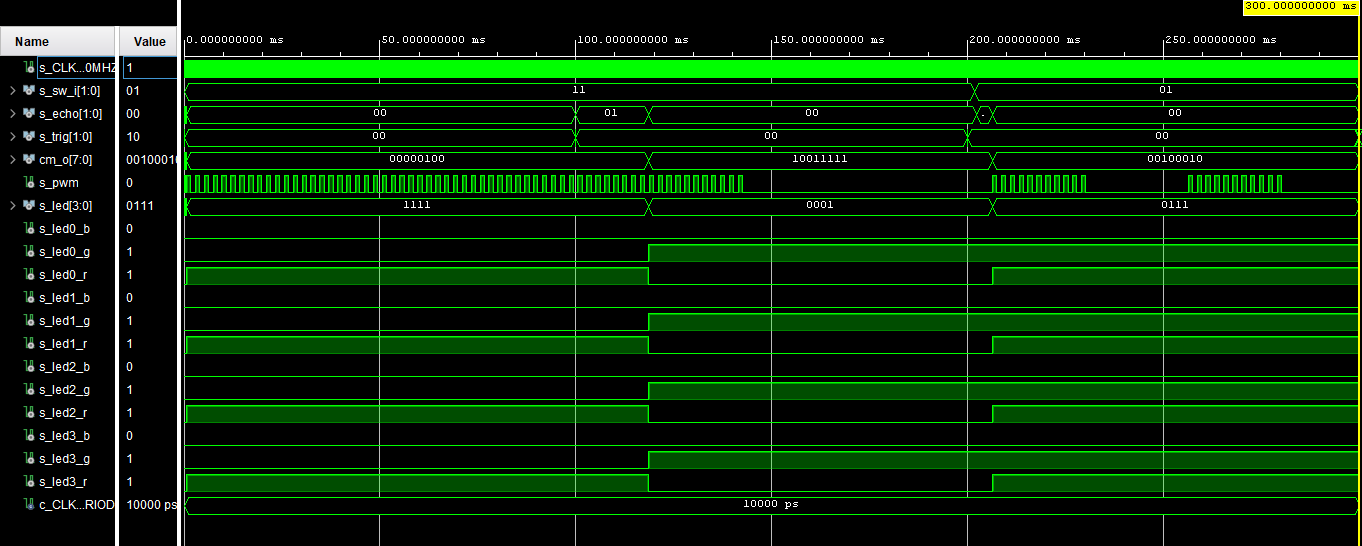 300.000000000 ms
Name Value
0.000000000 ms 50.000000000 ms 100.000000000 ms 150.000000000 ms 200.000000000 ms 250.000000000 ms
s_CLK...0MHZ 1
s_sw_i[1:0] 01 11 01
s_echo[1:0] 00 00 01 00 . 00
s_trig[1:0] 10 00 00 00
cm_o[7:0] 00100010 00000100 10011111 00100010
s_pwm 0
s_led[3:0] 0111 1111 0001 0111
s_led0_b 0
s_led0_g 1
s_led0_r 1
s_led1_b 0
s_led1_g 1
s_led1_r 1
s_led2_b 0
s_led2_g 1
s_led2_r 1
s_led3_b 0
s_led3_g 1
s_led3_r 1
c_CLK...RIOD 10000 ps 10000 ps